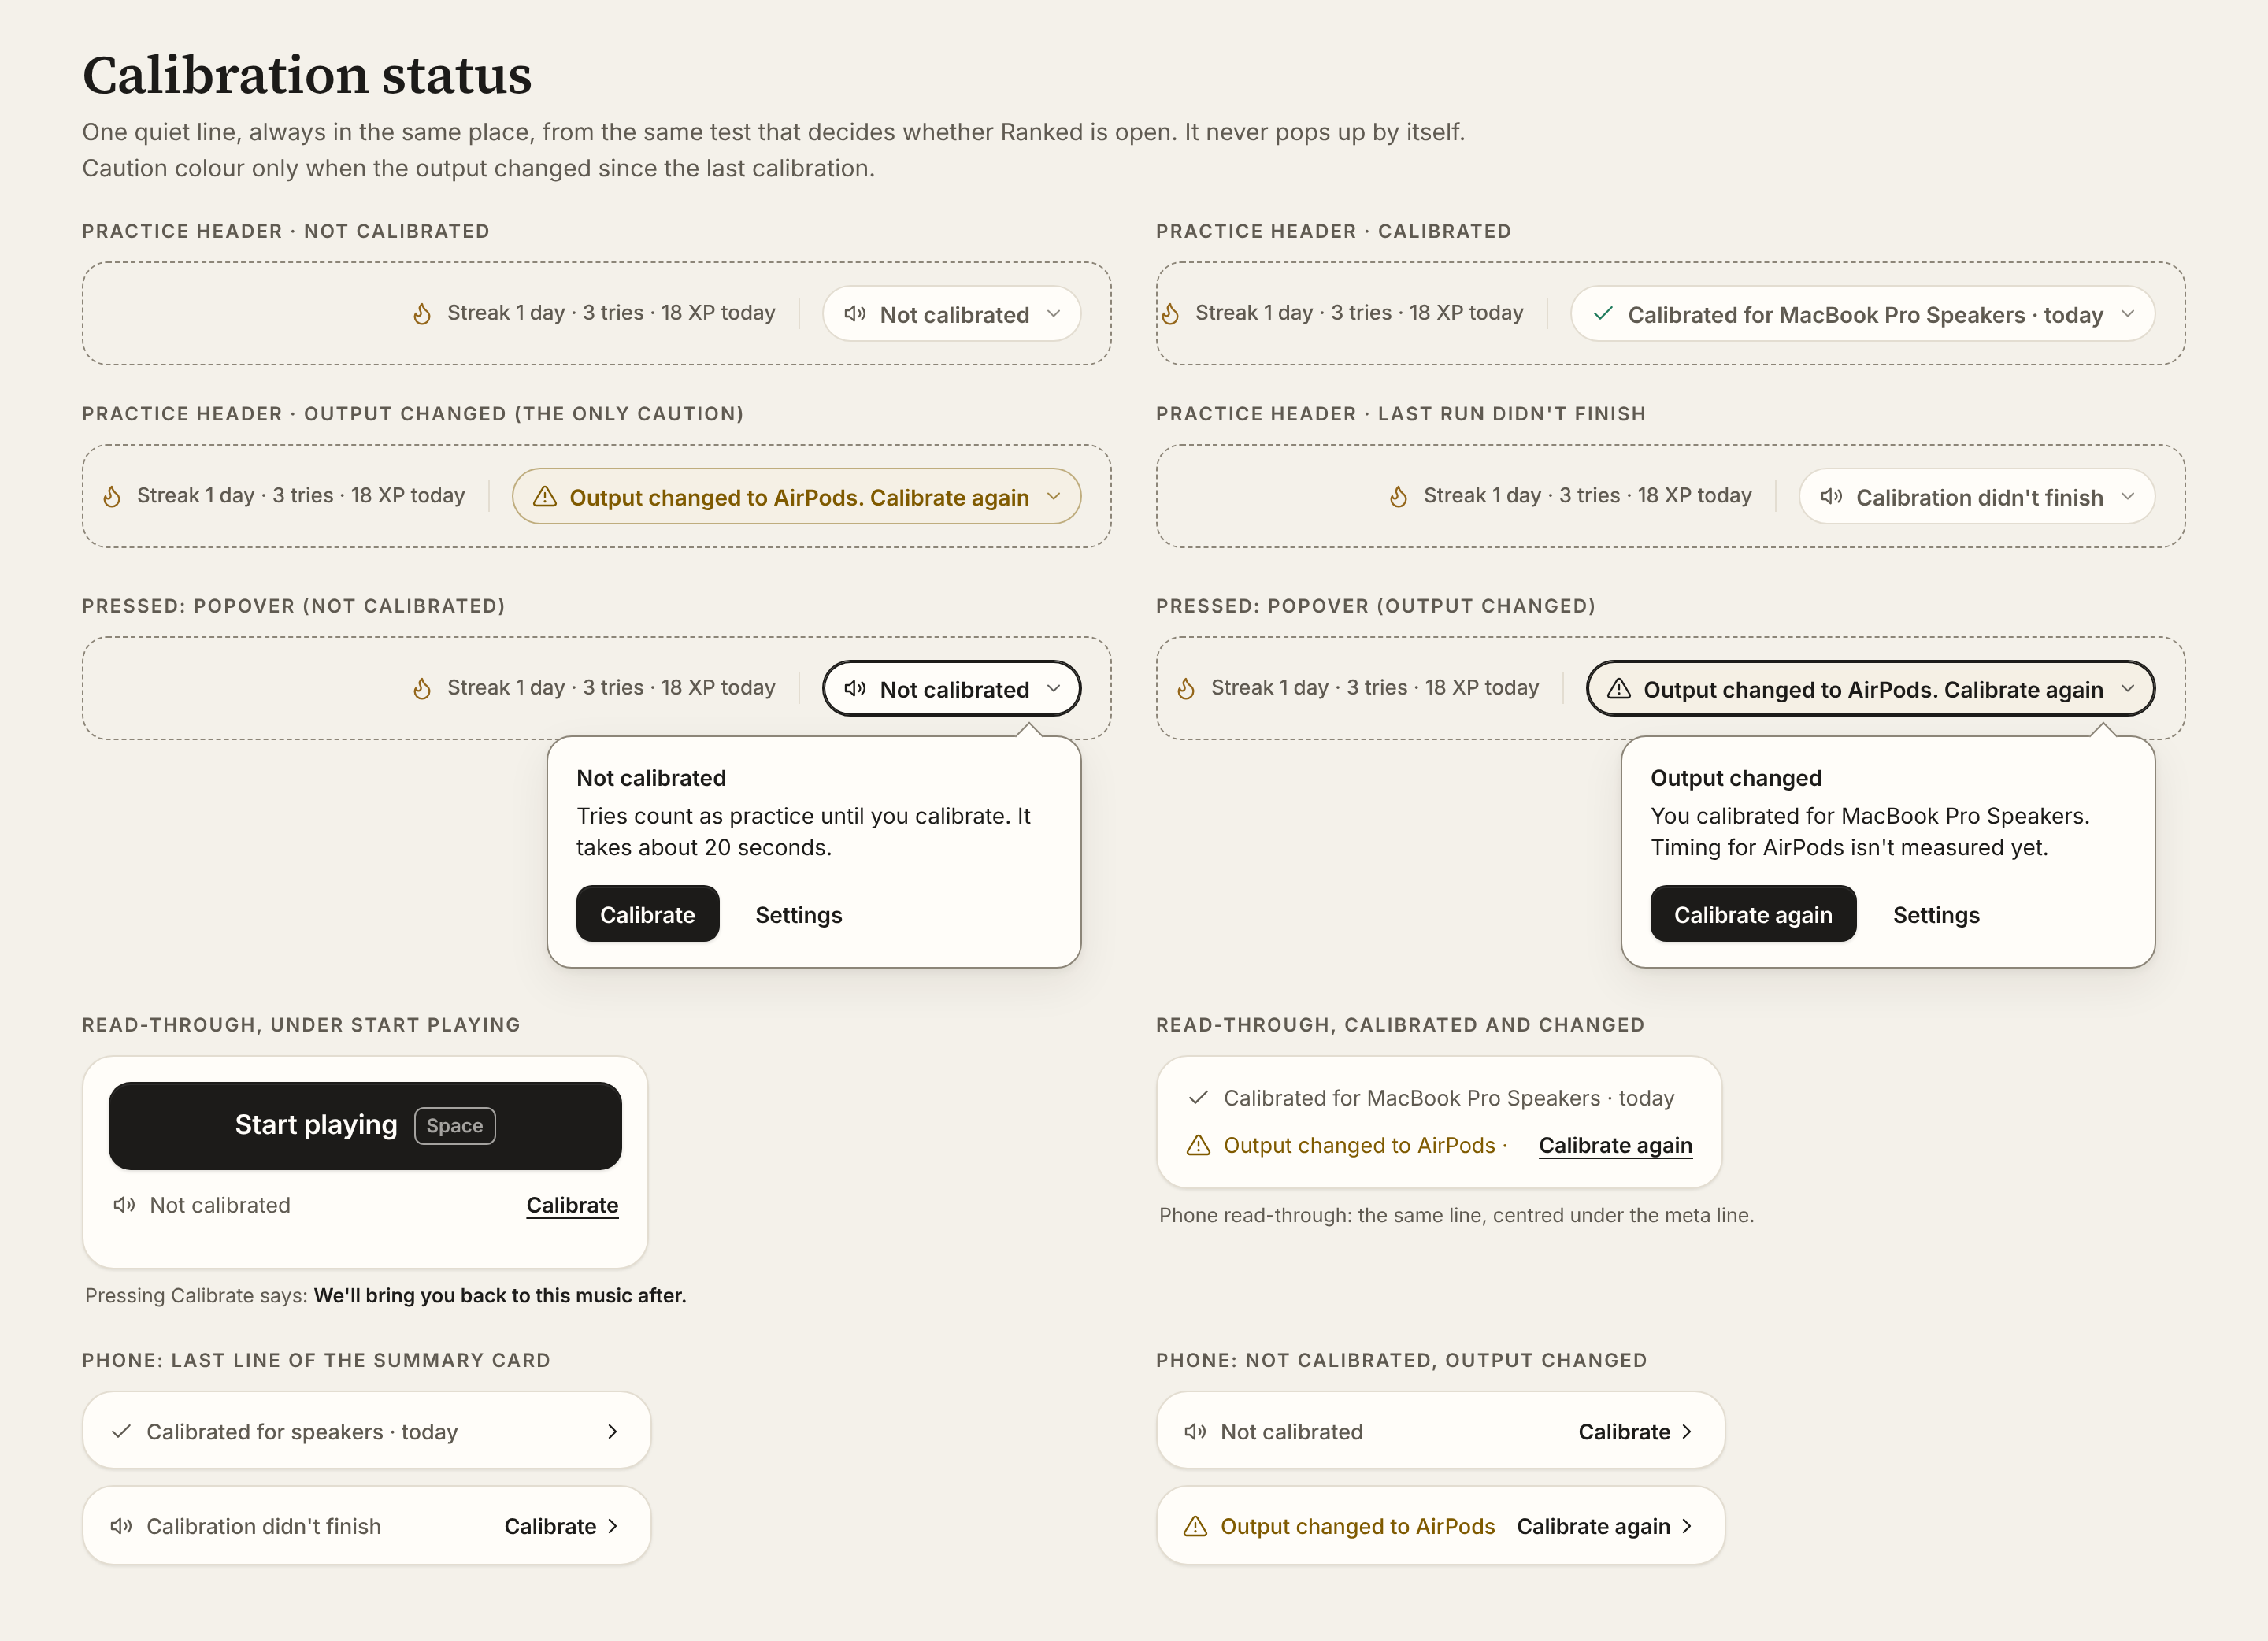 Calibration status
One quiet line, always in the same place, from the same test that decides whether Ranked is open. It never pops up by itself.
Caution colour only when the output changed since the last calibration.
PRACTICE HEADER · NOT CALIBRATED
Streak 1 day · 3 tries · 18 XP today
Not calibrated
PRACTICE HEADER · CALIBRATED
Streak 1 day · 3 tries · 18 XP today
Calibrated for MacBook Pro Speakers · today
PRACTICE HEADER · OUTPUT CHANGED (THE ONLY CAUTION)
Streak 1 day · 3 tries · 18 XP today
Output changed to AirPods. Calibrate again
PRACTICE HEADER · LAST RUN DIDN'T FINISH
Streak 1 day · 3 tries · 18 XP today
Calibration didn't finish
PRESSED: POPOVER (NOT CALIBRATED)
Streak 1 day · 3 tries · 18 XP today
Not calibrated
Not calibrated
Tries count as practice until you calibrate. It
takes about 20 seconds.
Calibrate
Settings
PRESSED: POPOVER (OUTPUT CHANGED)
Streak 1 day · 3 tries · 18 XP today
Output changed to AirPods. Calibrate again
Output changed
You calibrated for MacBook Pro Speakers.
Timing for AirPods isn't measured yet.
Calibrate again
Settings
READ-THROUGH, UNDER START PLAYING
Start playing Space
Not calibrated
Calibrate
Pressing Calibrate says: We'll bring you back to this music after.
READ-THROUGH, CALIBRATED AND CHANGED
Calibrated for MacBook Pro Speakers · today
Output changed to AirPods · Calibrate again
Phone read-through: the same line, centred under the meta line.
PHONE: LAST LINE OF THE SUMMARY CARD
Calibrated for speakers · today
Calibration didn't finish
Calibrate
PHONE: NOT CALIBRATED, OUTPUT CHANGED
Not calibrated
Calibrate
Output changed to AirPods
Calibrate again